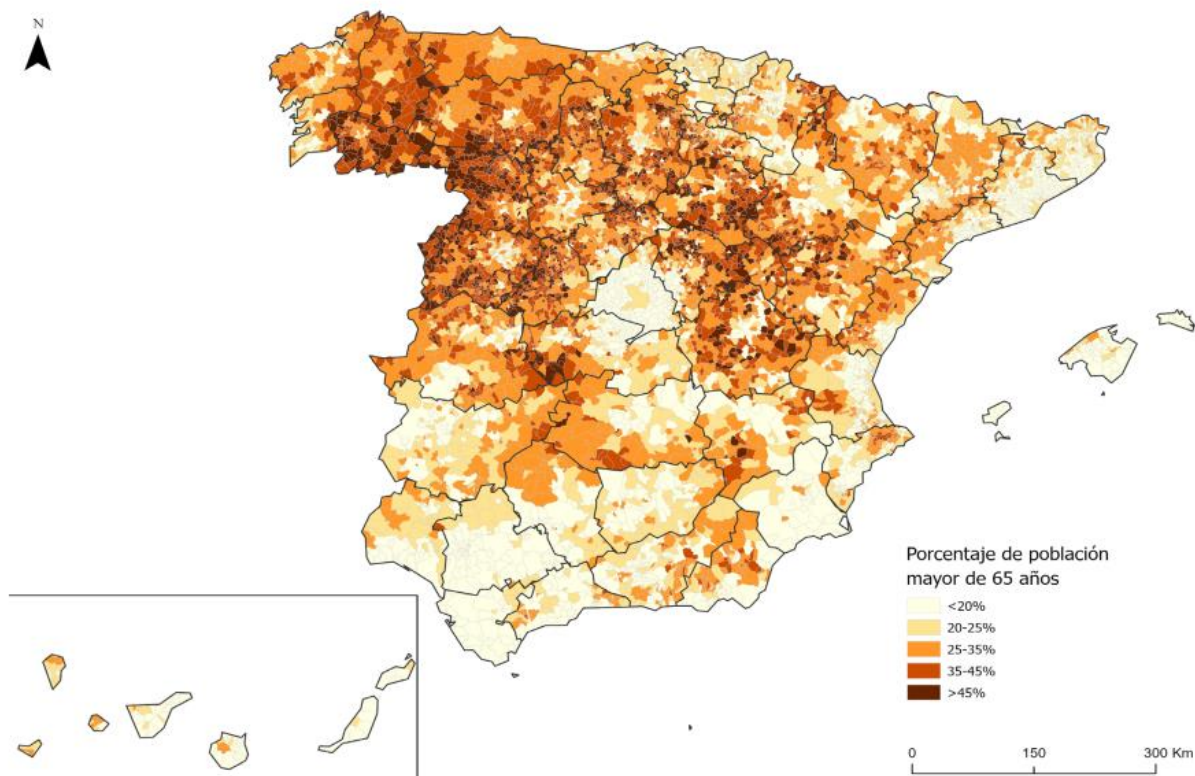 N
Porcentaje de población
mayor de 65 años
<20%
20-25%
25-35%
35-45%
>45%
0 150 300 Km